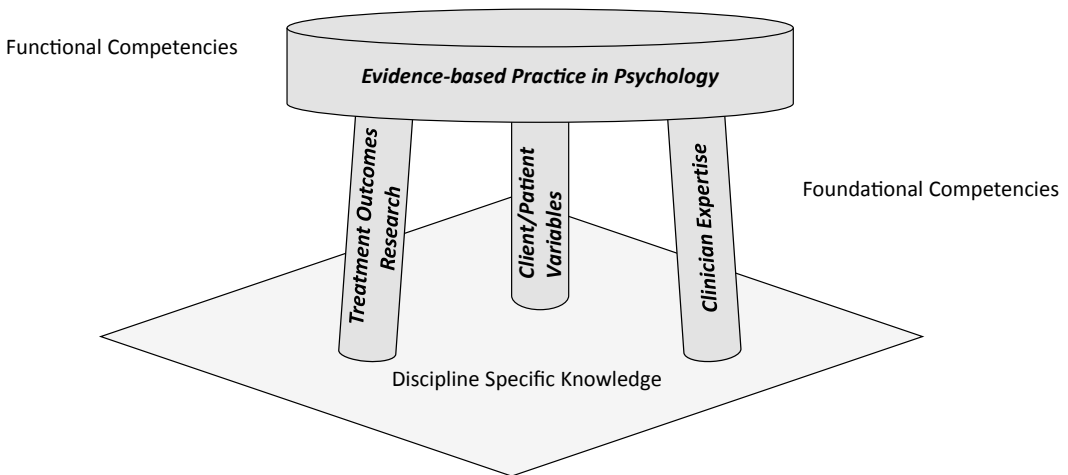 Functional Competencies
Evidence-based Practice in Psychology
Treatment Outcomes
Research
Client/Patient
Variables
Clinician Expertise
Foundational Competencies
Discipline Specific Knowledge